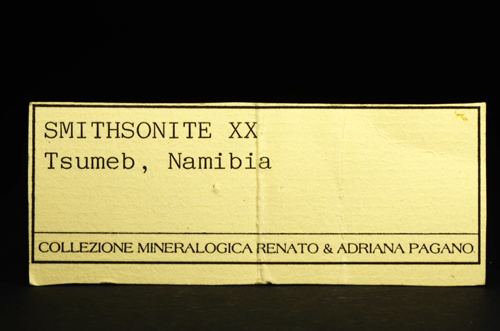 SMITHSONITE XX
Tsumeb, Namibia
COLLEZIONE MINERALOGICA RENATO & ADRIANA PAGANO